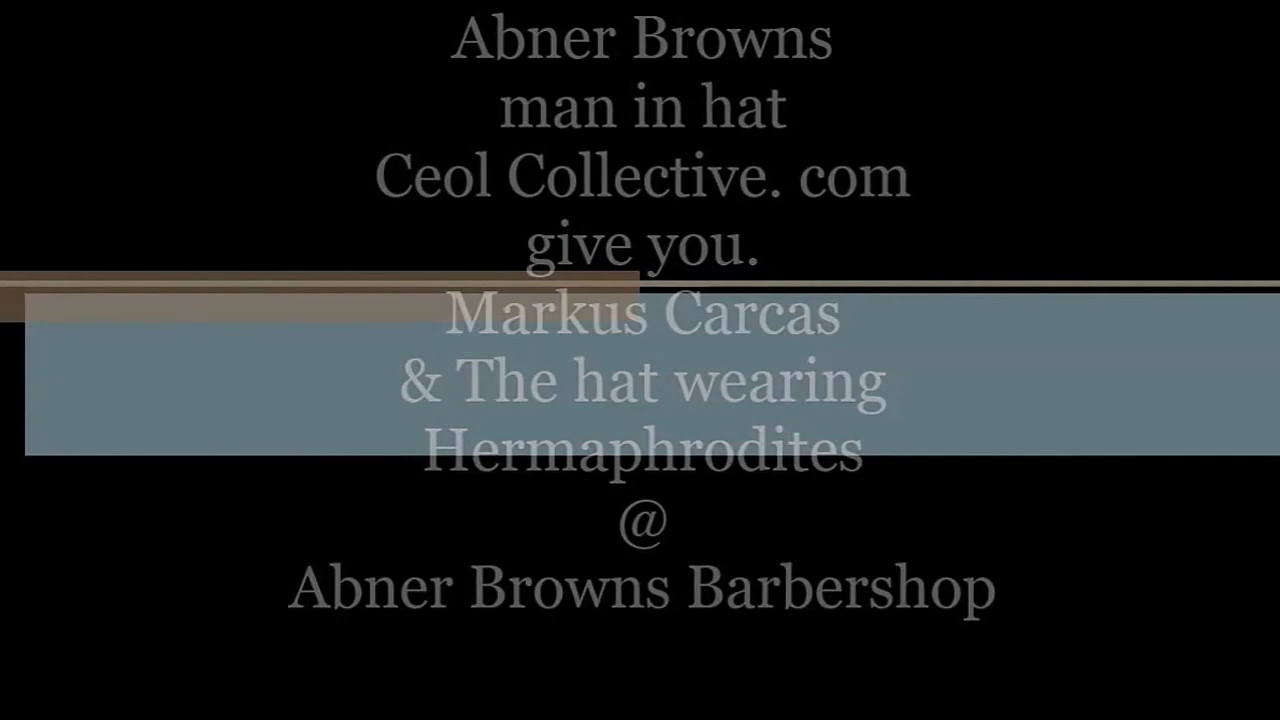 Abner Browns
man in hat
Ceol Collective. com
give you.
Markus Carcas
& The hat wearing
Hermaphrodites
@
Abner Browns Barbershop